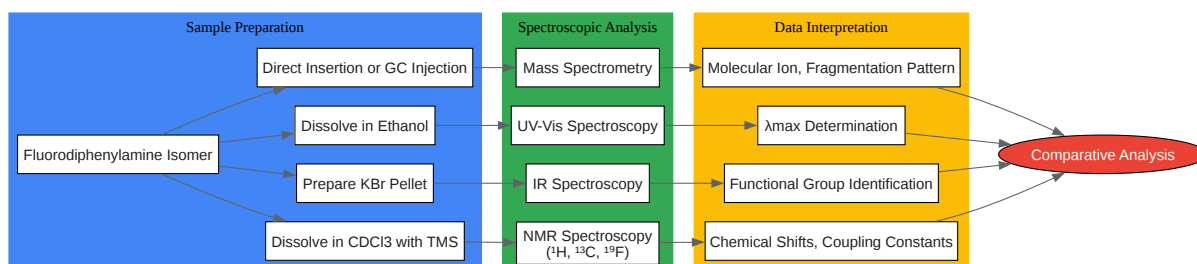 Sample Preparation
Spectroscopic Analysis
Data Interpretation
Direct Insertion or GC Injection
Mass Spectrometry
Molecular Ion, Fragmentation Pattern
Dissolve in Ethanol
UV-Vis Spectroscopy
λmax Determination
Fluorodiphenylamine Isomer
Comparative Analysis
Prepare KBr Pellet
IR Spectroscopy
Functional Group Identification
Dissolve in CDCl3 with TMS
NMR Spectroscopy
(¹H, ¹³C, ¹⁹F)
Chemical Shifts, Coupling Constants